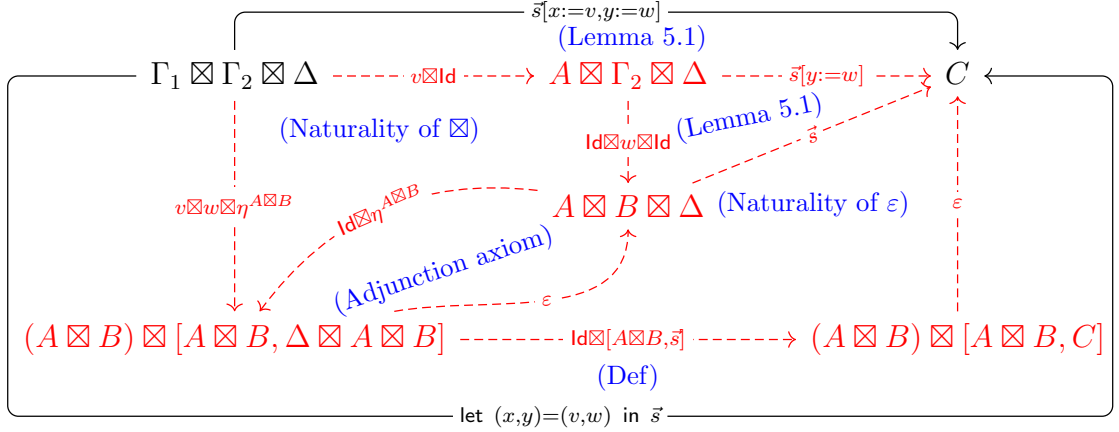 s⃗[x:=v,y:=w]
(Lemma 5.1)
Γ₁ ⊠ Γ₂ ⊠ Δ v⊠Id A ⊠ Γ₂ ⊠ Δ s⃗[y:=w] C
(Naturality of ⊠) (Lemma 5.1)
Id⊠w⊠Id s⃗
v⊠w⊠η^{A⊠B} Id⊠η^{A⊠B} A ⊠ B ⊠ Δ (Naturality of ε) ε
(Adjunction axiom) ε
(A ⊠ B) ⊠ [A ⊠ B, Δ ⊠ A ⊠ B] Id⊠[A⊠B,s⃗] (A ⊠ B) ⊠ [A ⊠ B, C]
(Def)
let (x,y)=(v,w) in s⃗